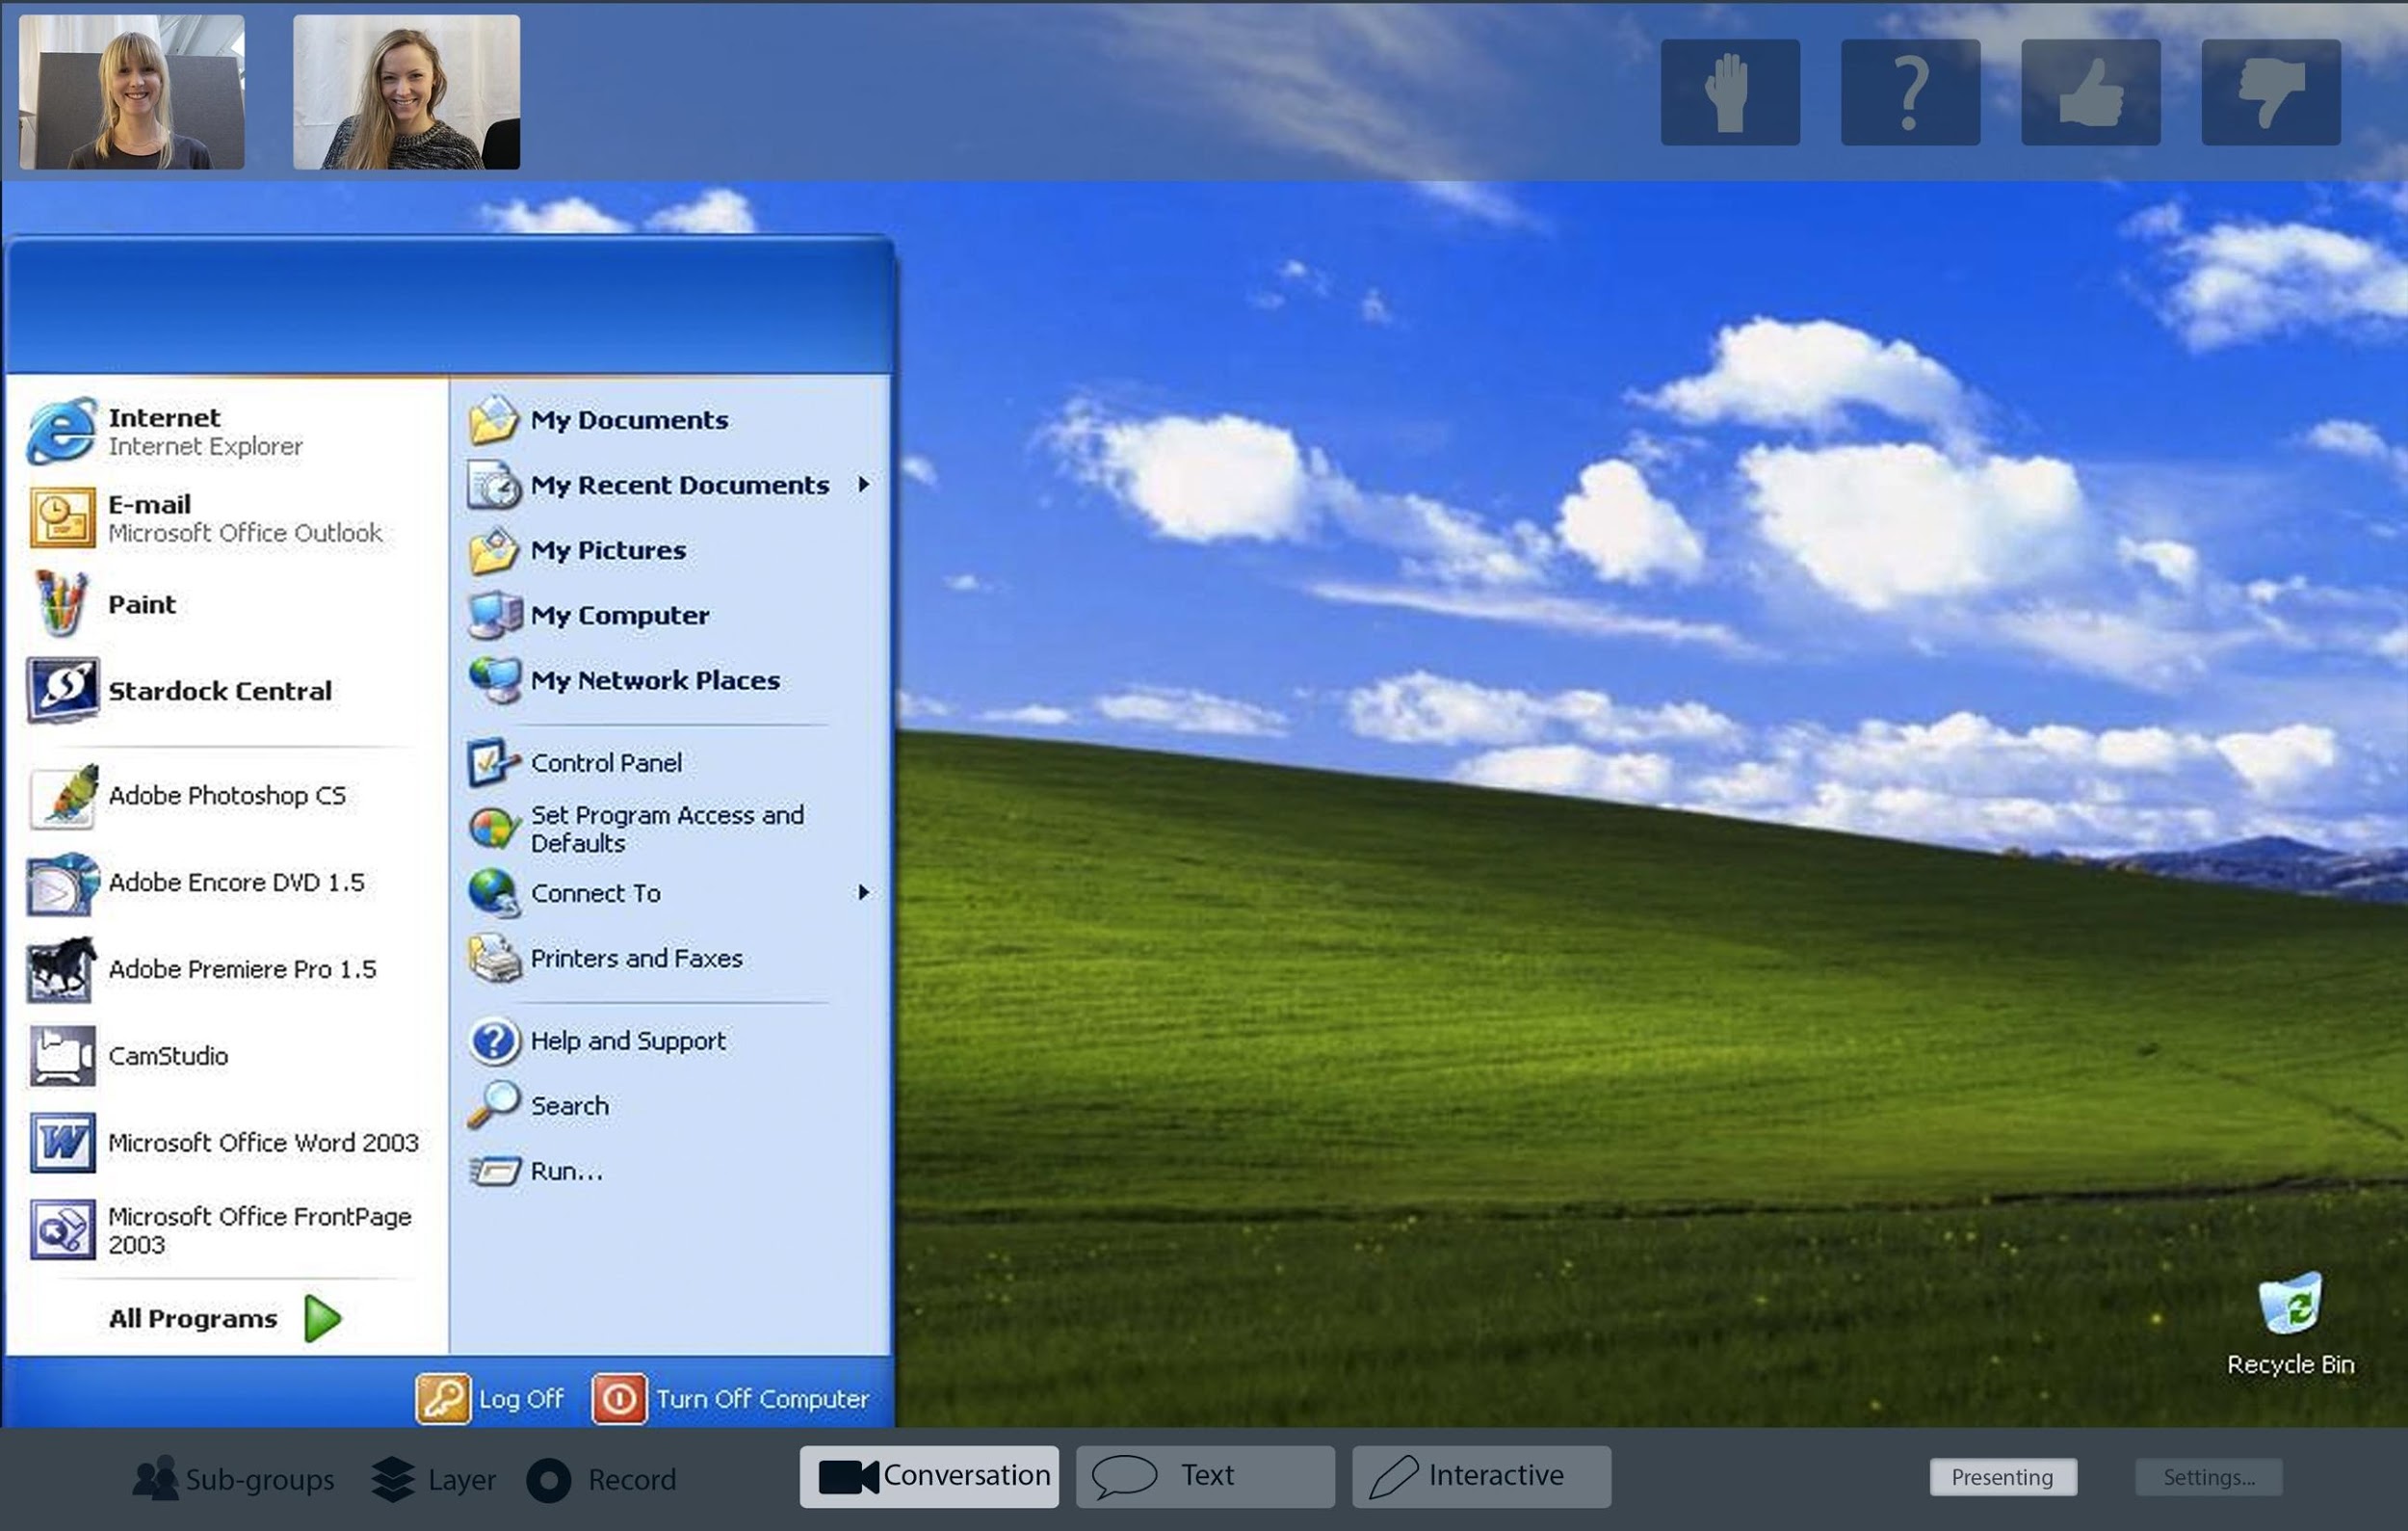 Internet
Internet Explorer
E-mail
Microsoft Office Outlook
Paint
Stardock Central
Adobe Photoshop CS
Adobe Encore DVD 1.5
Adobe Premiere Pro 1.5
CamStudio
Microsoft Office Word 2003
Microsoft Office FrontPage
2003
All Programs
My Documents
My Recent Documents
My Pictures
My Computer
My Network Places
Control Panel
Set Program Access and
Defaults
Connect To
Printers and Faxes
Help and Support
Search
Run...
Log Off
Turn Off Computer
Recycle Bin
Sub-groups
Layer
Record
Conversation
Text
Interactive
Presenting
Settings...